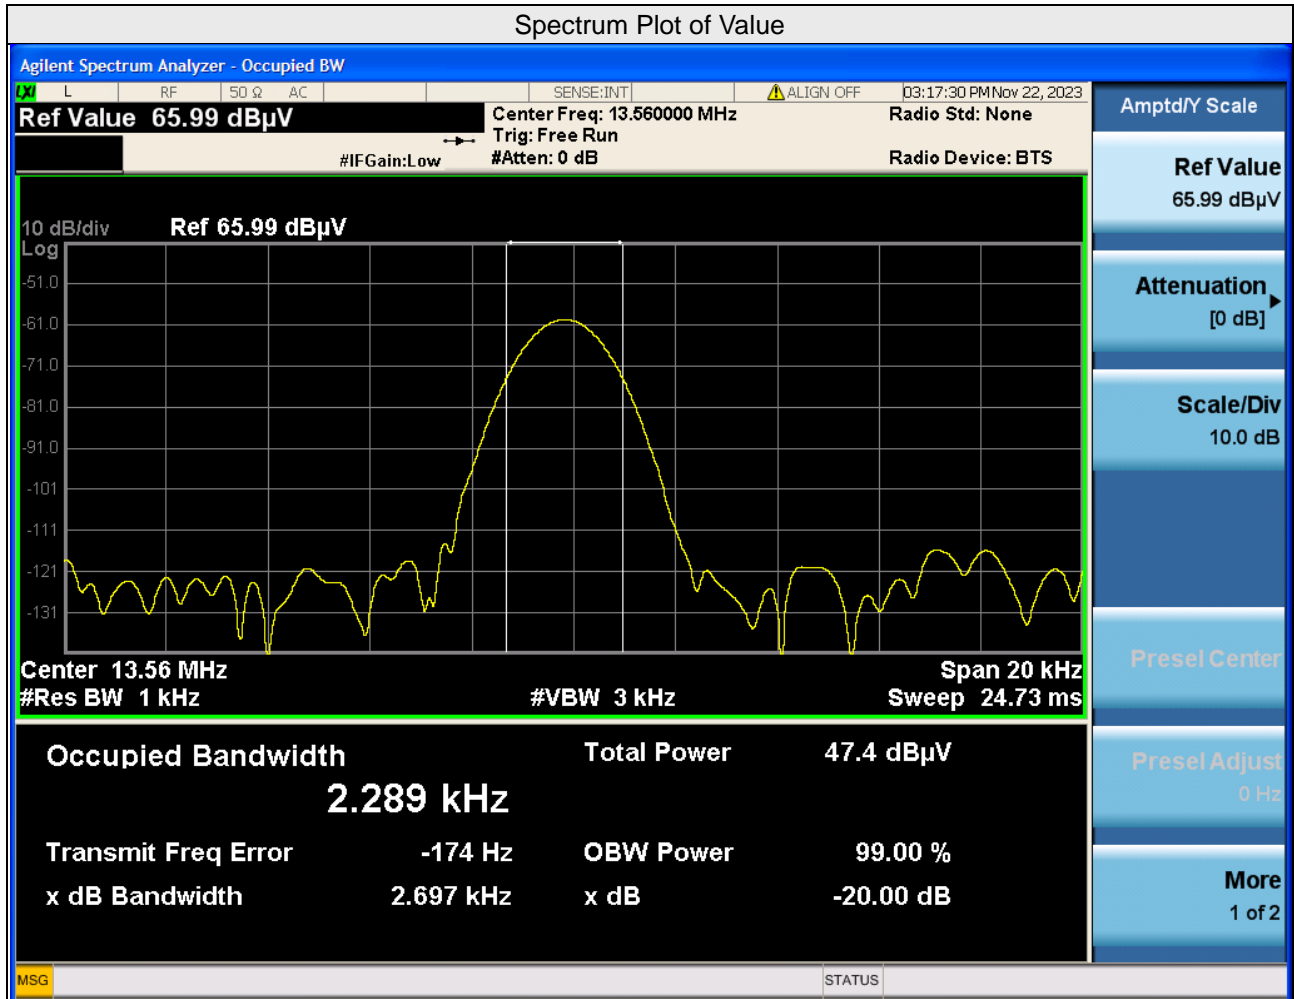 Spectrum Plot of Value
Agilent Spectrum Analyzer - Occupied BW
LXI L RF 50 Ω AC SENSE:INT ALIGN OFF 03:17:30 PM Nov 22, 2023
Ref Value 65.99 dBµV
Center Freq: 13.560000 MHz
Radio Std: None
Trig: Free Run
#IFGain:Low
#Atten: 0 dB
Radio Device: BTS
10 dB/div Ref 65.99 dBµV
Log
-51.0
-61.0
-71.0
-81.0
-91.0
-101
-111
-121
-131
Center 13.56 MHz
Span 20 kHz
#Res BW 1 kHz
#VBW 3 kHz
Sweep 24.73 ms
Occupied Bandwidth
Total Power 47.4 dBµV
2.289 kHz
Transmit Freq Error -174 Hz
OBW Power 99.00 %
x dB Bandwidth 2.697 kHz
x dB -20.00 dB
Amptd/Y Scale
Ref Value
65.99 dBµV
Attenuation
[0 dB]
Scale/Div
10.0 dB
Presel Center
Presel Adjust
0 Hz
More
1 of 2
MSG
STATUS